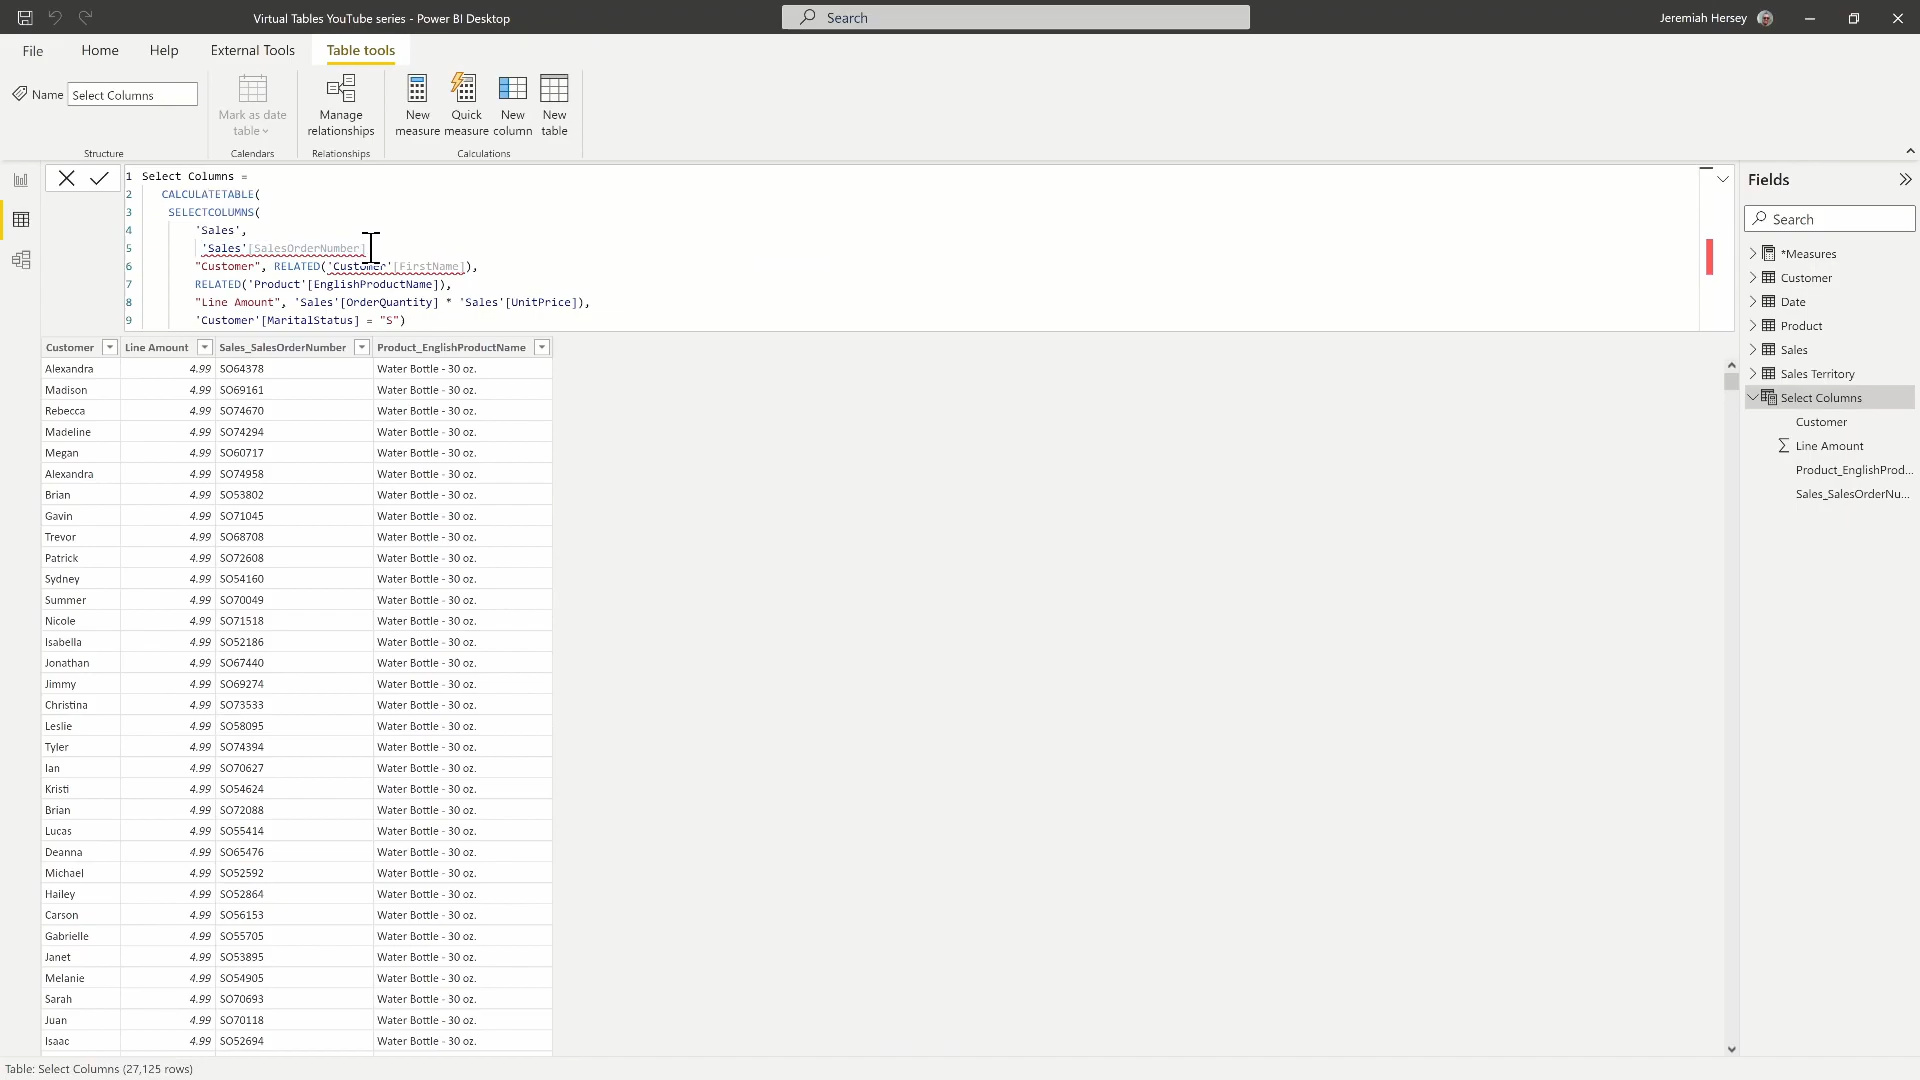 Virtual Tables YouTube series - Power BI Desktop
Search
Jeremiah Hersey
File
Home
Help
External Tools
Table tools
Name
Select Columns
Structure
Mark as date
table
Calendars
Manage
relationships
Relationships
New
measure
Quick
measure
New
column
New
table
Calculations
1 Select Columns =
2 CALCULATETABLE(
3 SELECTCOLUMNS(
4 'Sales',
5 'Sales'[SalesOrderNumber]
6 "Customer", RELATED('Customer'[FirstName]),
7 RELATED('Product'[EnglishProductName]),
8 "Line Amount", 'Sales'[OrderQuantity] * 'Sales'[UnitPrice]),
9 'Customer'[MaritalStatus] = "S")
Customer Line Amount Sales_SalesOrderNumber Product_EnglishProductName
Alexandra 4.99 SO64378 Water Bottle - 30 oz.
Madison 4.99 SO69161 Water Bottle - 30 oz.
Rebecca 4.99 SO74670 Water Bottle - 30 oz.
Madeline 4.99 SO74294 Water Bottle - 30 oz.
Megan 4.99 SO60717 Water Bottle - 30 oz.
Alexandra 4.99 SO74958 Water Bottle - 30 oz.
Brian 4.99 SO53802 Water Bottle - 30 oz.
Gavin 4.99 SO71045 Water Bottle - 30 oz.
Trevor 4.99 SO68708 Water Bottle - 30 oz.
Patrick 4.99 SO72608 Water Bottle - 30 oz.
Sydney 4.99 SO54160 Water Bottle - 30 oz.
Summer 4.99 SO70049 Water Bottle - 30 oz.
Nicole 4.99 SO71518 Water Bottle - 30 oz.
Isabella 4.99 SO52186 Water Bottle - 30 oz.
Jonathan 4.99 SO67440 Water Bottle - 30 oz.
Jimmy 4.99 SO69274 Water Bottle - 30 oz.
Christina 4.99 SO73533 Water Bottle - 30 oz.
Leslie 4.99 SO58095 Water Bottle - 30 oz.
Tyler 4.99 SO74394 Water Bottle - 30 oz.
Ian 4.99 SO70627 Water Bottle - 30 oz.
Kristi 4.99 SO54624 Water Bottle - 30 oz.
Brian 4.99 SO72088 Water Bottle - 30 oz.
Lucas 4.99 SO55414 Water Bottle - 30 oz.
Deanna 4.99 SO65476 Water Bottle - 30 oz.
Michael 4.99 SO52592 Water Bottle - 30 oz.
Hailey 4.99 SO52864 Water Bottle - 30 oz.
Carson 4.99 SO56153 Water Bottle - 30 oz.
Gabrielle 4.99 SO55705 Water Bottle - 30 oz.
Janet 4.99 SO53895 Water Bottle - 30 oz.
Melanie 4.99 SO54905 Water Bottle - 30 oz.
Sarah 4.99 SO70693 Water Bottle - 30 oz.
Juan 4.99 SO70118 Water Bottle - 30 oz.
Isaac 4.99 SO52694 Water Bottle - 30 oz.
Fields
Search
*Measures
Customer
Date
Product
Sales
Sales Territory
Select Columns
Customer
Line Amount
Product_EnglishProd...
Sales_SalesOrderNu...
Table: Select Columns (27,125 rows)